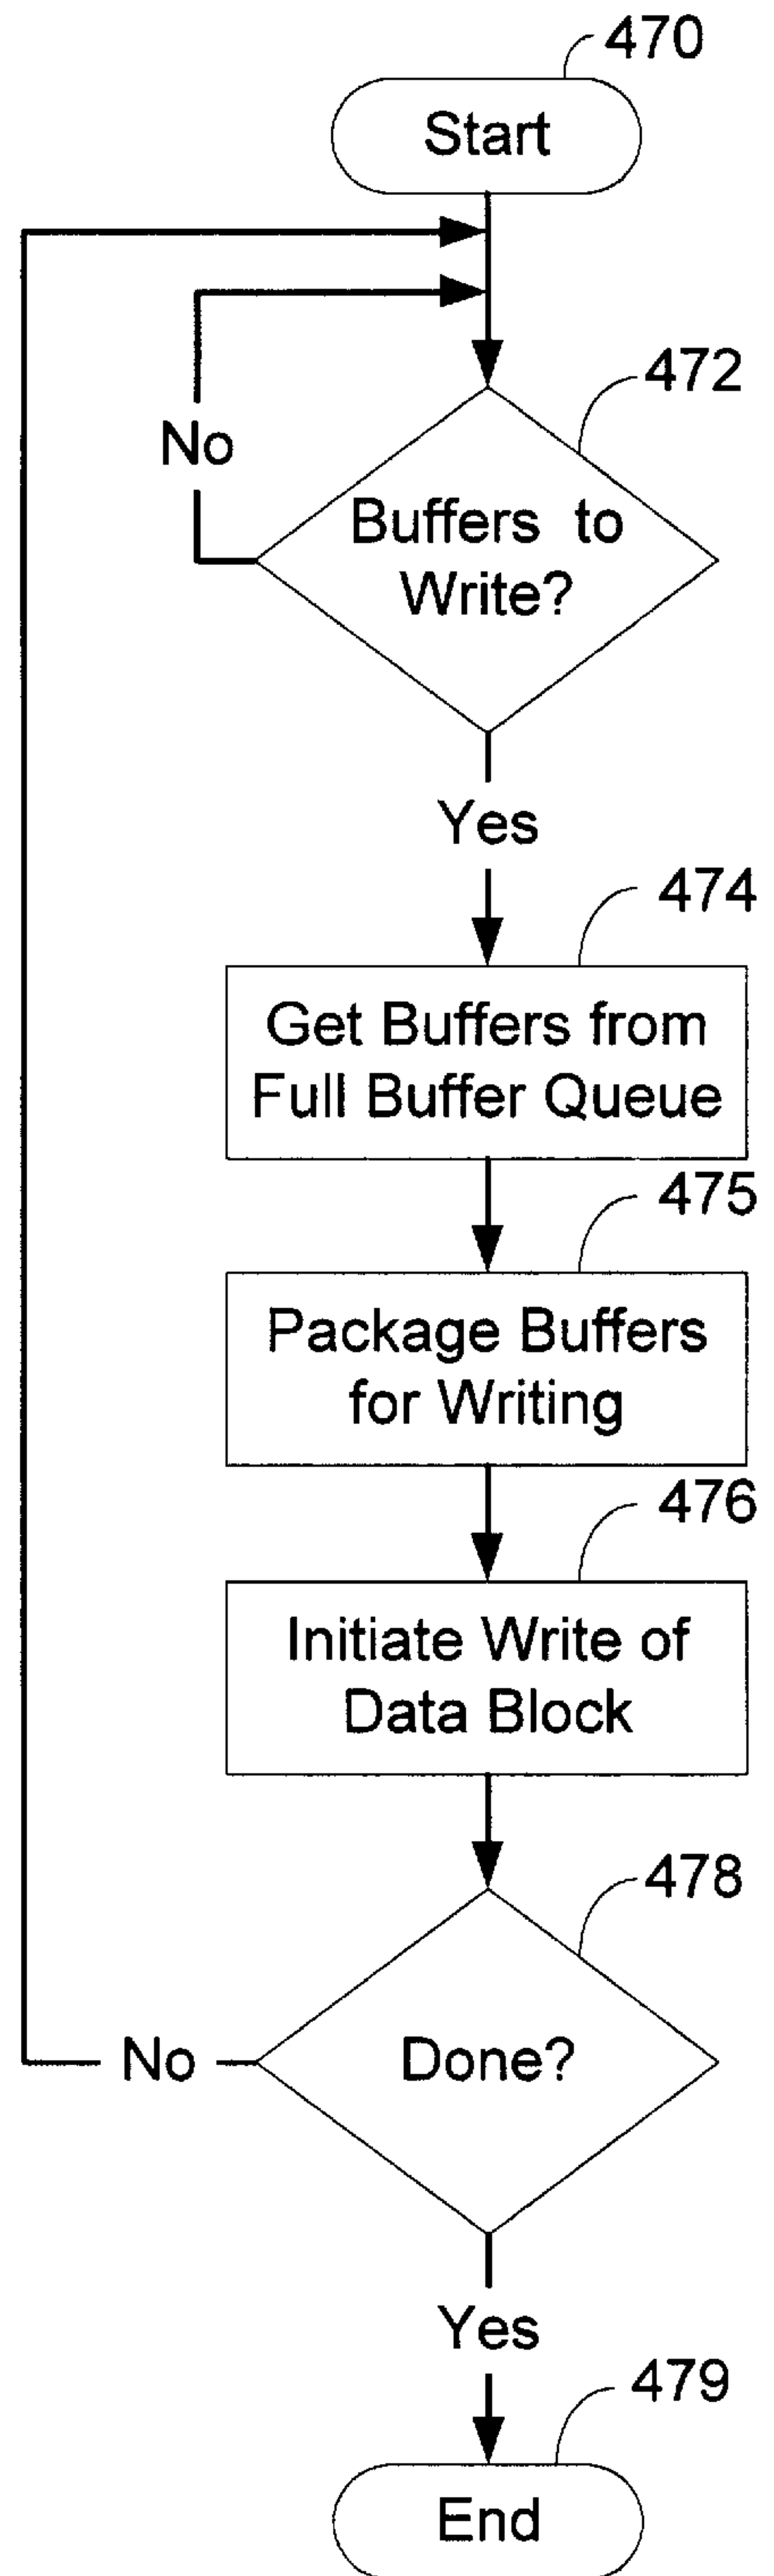 470
Start
472
No
Buffers to
Write?
Yes
474
Get Buffers from
Full Buffer Queue
475
Package Buffers
for Writing
476
Initiate Write of
Data Block
478
No
Done?
Yes
479
End